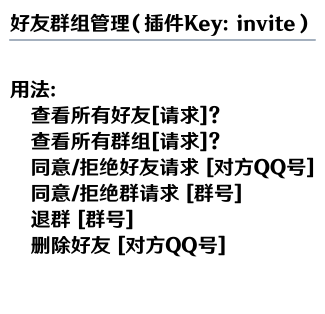 好友群组管理(插件Key: invite)
用法:
查看所有好友[请求]?
查看所有群组[请求]?
同意/拒绝好友请求 [对方QQ号]
同意/拒绝群请求 [群号]
退群 [群号]
删除好友 [对方QQ号]